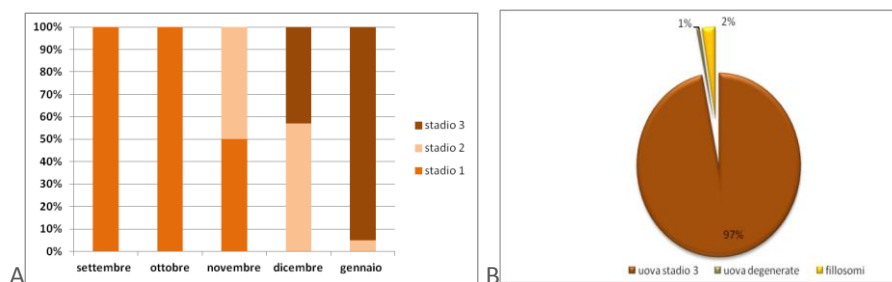 100%
90%
80%
70%
60%
50%
40%
30%
20%
10%
0%
settembre ottobre novembre dicembre gennaio
stadio 3
stadio 2
stadio 1
A
1% 2%
97%
uova stadio 3 uova degenerate fillosomi
B